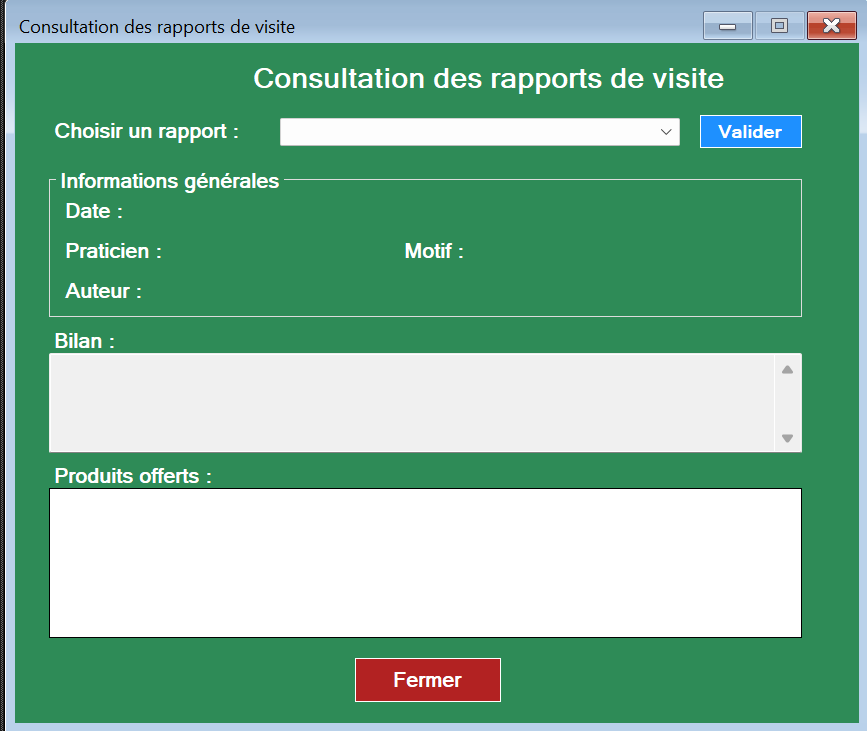 Consultation des rapports de visite
Consultation des rapports de visite
Choisir un rapport :
Valider
Informations générales
Date :
Praticien :
Motif :
Auteur :
Bilan :
Produits offerts :
Fermer